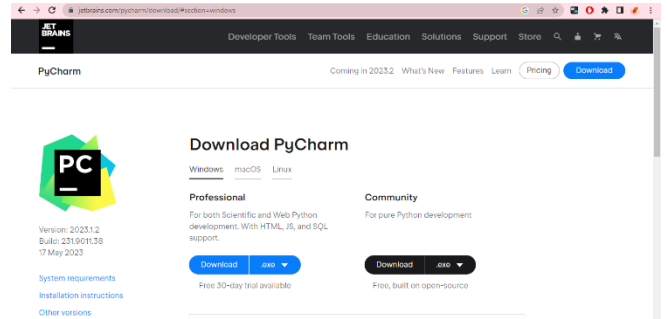 jetbrains.com/pycharm/download/#section=windows
JET
BRAINS
Developer Tools Team Tools Education Solutions Support Store
PyCharm
Coming in 2023.2 What's New Features Learn Pricing Download
PC
Download PyCharm
Windows macOS Linux
Professional
For both Scientific and Web Python
development. With HTML, JS, and SQL
support.
Download .exe
Free 30-day trial available
Community
For pure Python development
Download .exe
Free, built on open-source
Version: 2023.1.2
Build: 231.9011.38
17 May 2023
System requirements
Installation instructions
Other versions